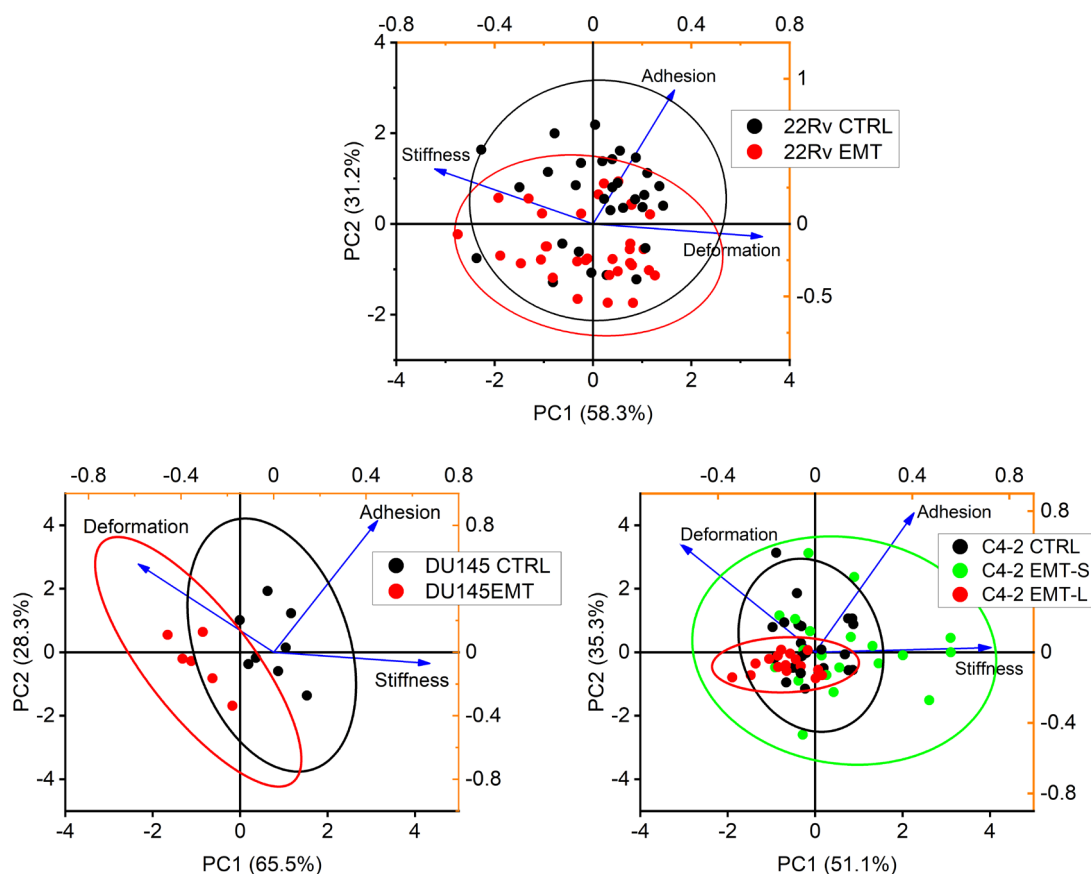 -0.8 -0.4 0 0.4 0.8
4
2
0
-2
1
0
-0.5
PC2 (31.2%)
Adhesion
Stiffness
Deformation
22Rv CTRL
22Rv EMT
-4 -2 0 2 4
PC1 (58.3%)
-0.8 -0.4 0 0.4 0.8
4
2
0
-2
-4
0.8
0.4
0
-0.4
-0.8
PC2 (28.3%)
Deformation
Adhesion
Stiffness
DU145 CTRL
DU145EMT
-4 -2 0 2 4
PC1 (65.5%)
-0.4 0 0.4 0.8
4
2
0
-2
-4
0.8
0.4
0
-0.4
-0.8
PC2 (35.3%)
Deformation
Adhesion
Stiffness
C4-2 CTRL
C4-2 EMT-S
C4-2 EMT-L
-4 -2 0 2 4
PC1 (51.1%)